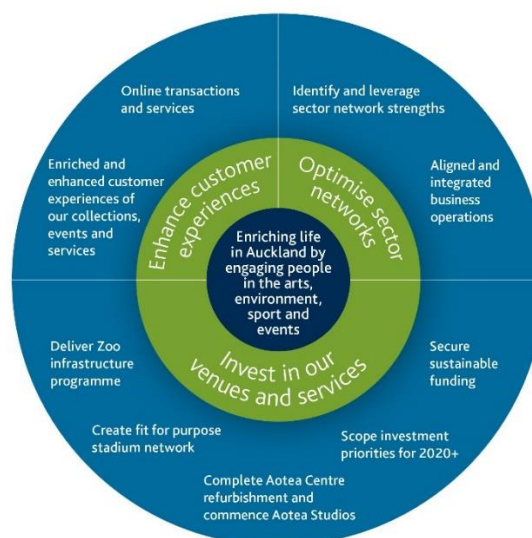 Online transactions
and services
Identify and leverage
sector network strengths
Enriched and
enhanced customer
experiences of
our collections,
events and
services
Aligned and
integrated
business
operations
Enhance customer
experiences
Optimise sector
networks
Enriching life
in Auckland by
engaging people
in the arts,
environment,
sport and
events
Invest in our
venues and services
Deliver Zoo
infrastructure
programme
Secure
sustainable
funding
Create fit for purpose
stadium network
Scope investment
priorities for 2020+
Complete Aotea Centre
refurbishment and
commence Aotea Studios